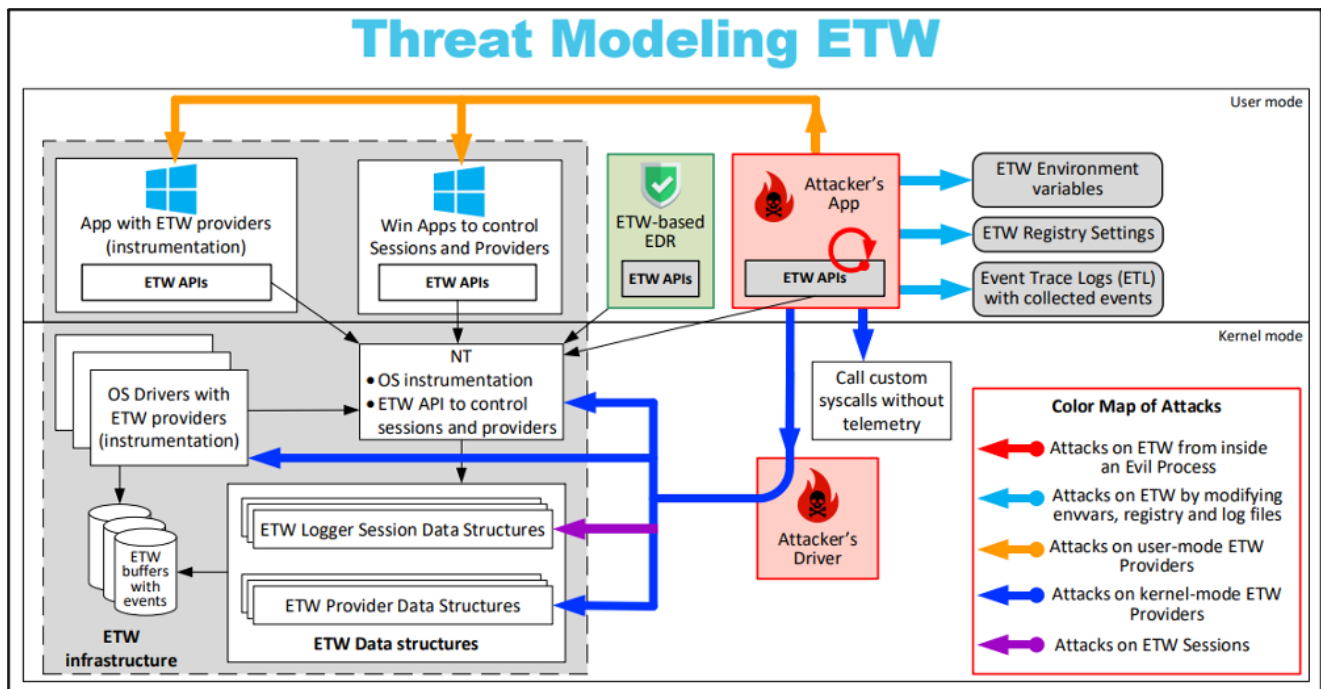 Threat Modeling ETW
User mode
App with ETW providers
(instrumentation)
ETW APIs
Win Apps to control
Sessions and Providers
ETW APIs
ETW-based
EDR
ETW APIs
Attacker's
App
ETW APIs
ETW Environment
variables
ETW Registry Settings
Event Trace Logs (ETL)
with collected events
Kernel mode
OS Drivers with
ETW providers
(instrumentation)
NT
• OS instrumentation
• ETW API to control
sessions and providers
Call custom
syscalls without
telemetry
Attacker's
Driver
ETW Logger Session Data Structures
ETW Provider Data Structures
ETW Data structures
ETW
buffers
with
events
ETW
infrastructure
Color Map of Attacks
Attacks on ETW from inside
an Evil Process
Attacks on ETW by modifying
envvars, registry and log files
Attacks on user-mode ETW
Providers
Attacks on kernel-mode ETW
Providers
Attacks on ETW Sessions